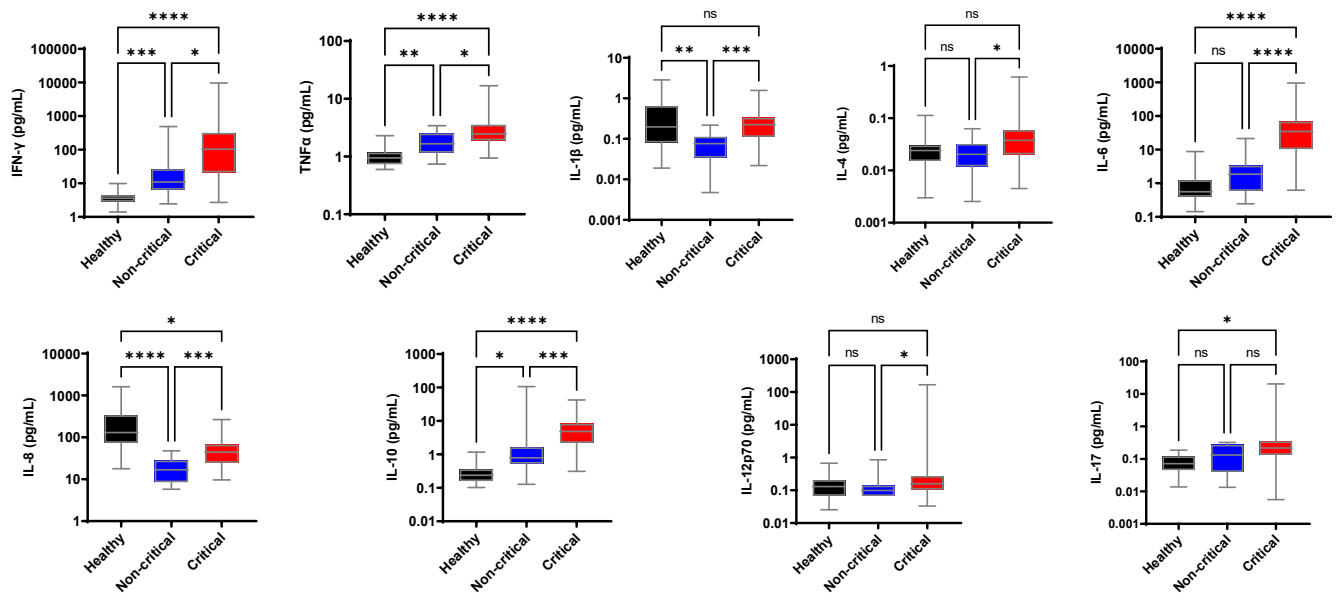 ****
*** *
IFN-γ (pg/mL)
100000
10000
1000
100
10
1
Healthy
Non-critical
Critical
****
** *
TNFα (pg/mL)
100
10
1
0.1
Healthy
Non-critical
Critical
ns
** ***
IL-1β (pg/mL)
10
1
0.1
0.01
0.001
Healthy
Non-critical
Critical
ns
ns *
IL-4 (pg/mL)
1
0.1
0.01
0.001
Healthy
Non-critical
Critical
****
ns ****
IL-6 (pg/mL)
10000
1000
100
10
1
0.1
Healthy
Non-critical
Critical
*
**** ***
IL-8 (pg/mL)
10000
1000
100
10
1
Healthy
Non-critical
Critical
****
* ***
IL-10 (pg/mL)
1000
100
10
1
0.1
0.01
Healthy
Non-critical
Critical
ns
ns *
IL-12p70 (pg/mL)
1000
100
10
1
0.1
0.01
Healthy
Non-critical
Critical
*
ns ns
IL-17 (pg/mL)
100
10
1
0.1
0.01
0.001
Healthy
Non-critical
Critical